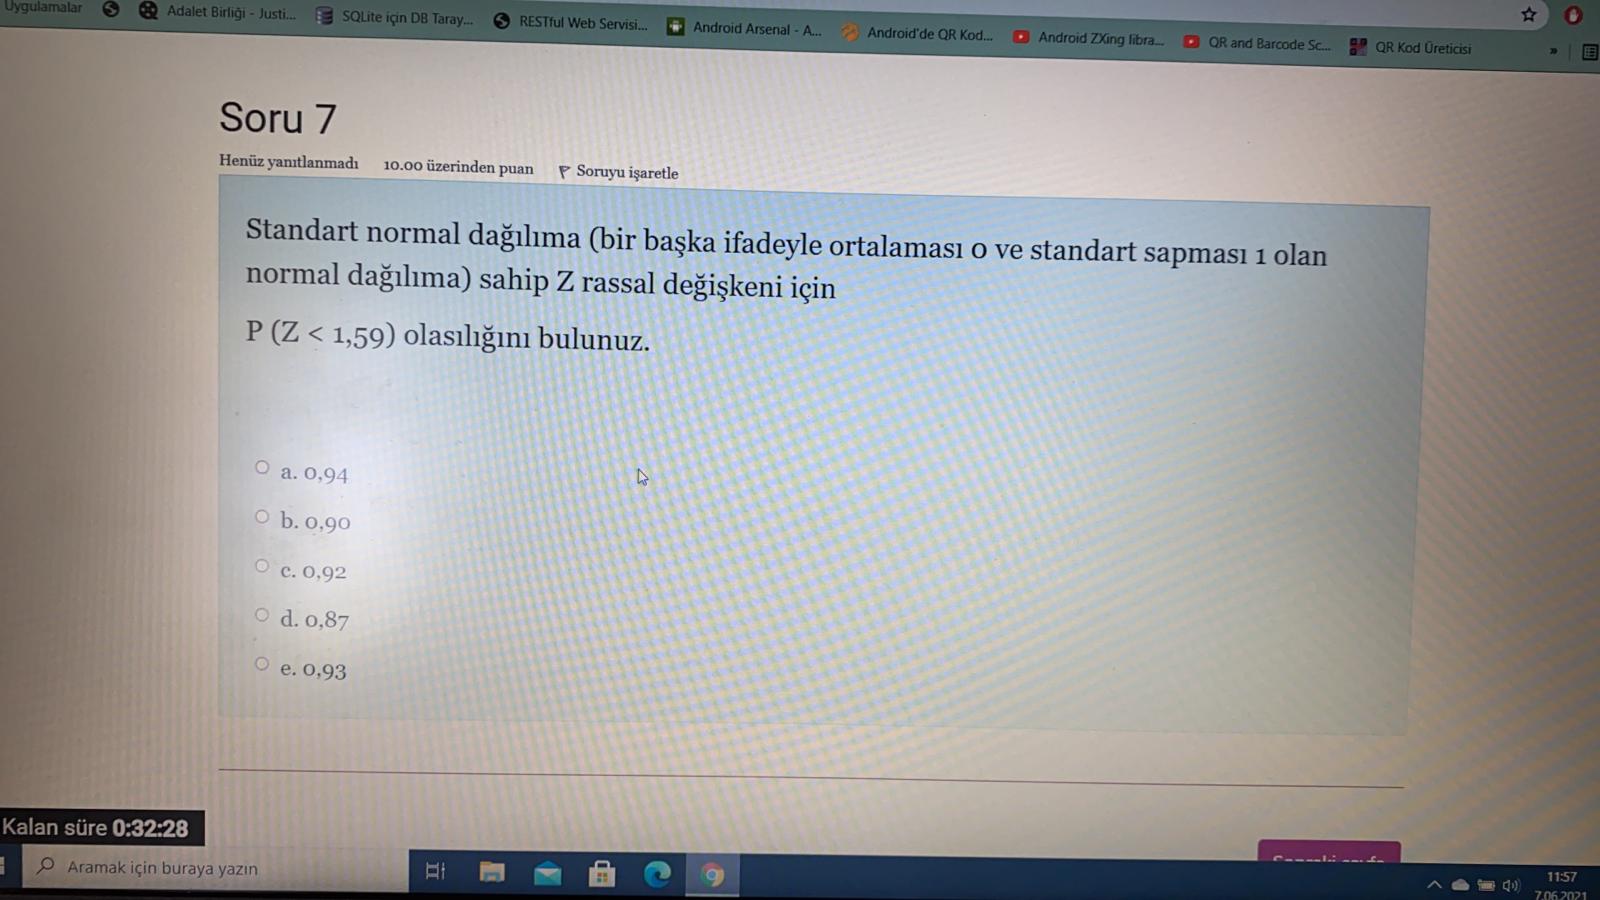 Uygulamalar Adalet Birliği - Justi... SQLite için DB Taray... RESTful Web Servisi... Android Arsenal - A... Android'de QR Kod... Android ZXing libra... QR and Barcode Sc... QR Kod Üreticisi »
Soru 7
Henüz yanıtlanmadı 10.00 üzerinden puan Soruyu işaretle
Standart normal dağılıma (bir başka ifadeyle ortalaması 0 ve standart sapması 1 olan
normal dağılıma) sahip Z rassal değişkeni için
P (Z < 1,59) olasılığını bulunuz.
a. 0,94
b. 0,90
c. 0,92
d. 0,87
e. 0,93
Kalan süre 0:32:28
Aramak için buraya yazın
11:57
7.06.2021